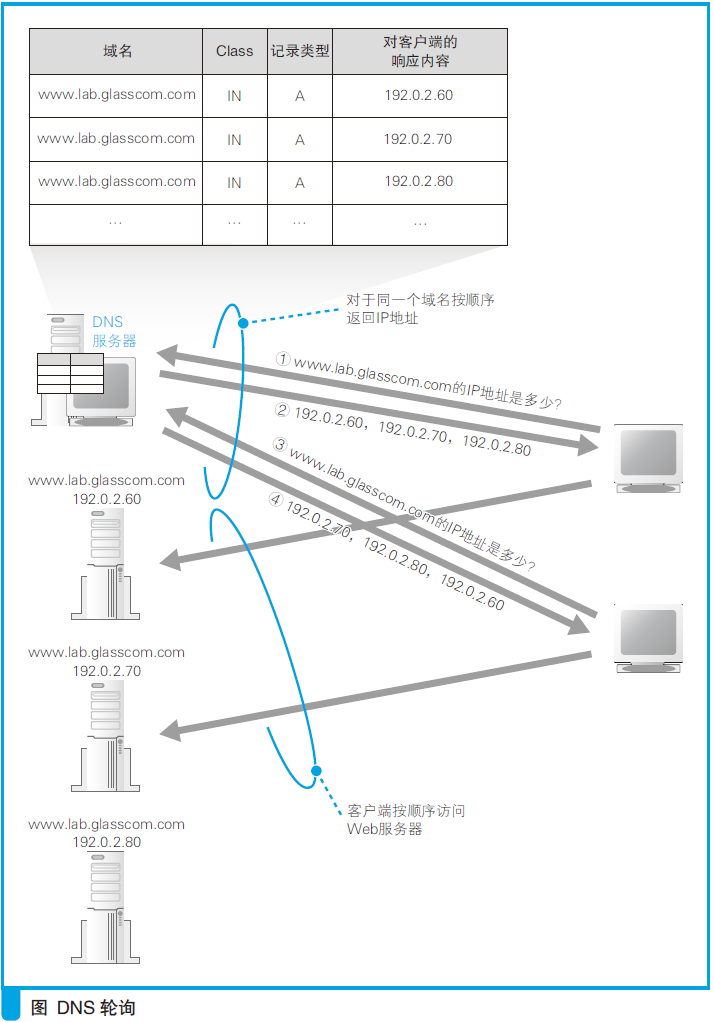 域名 Class 记录类型 对客户端的
响应内容
www.lab.glasscom.com IN A 192.0.2.60
www.lab.glasscom.com IN A 192.0.2.70
www.lab.glasscom.com IN A 192.0.2.80
… … … …
对于同一个域名按顺序
返回IP地址
DNS
服务器
① www.lab.glasscom.com的IP地址是多少？
② 192.0.2.60，192.0.2.70，192.0.2.80
③ www.lab.glasscom.com的IP地址是多少？
④ 192.0.2.70，192.0.2.80，192.0.2.60
www.lab.glasscom.com
192.0.2.60
www.lab.glasscom.com
192.0.2.70
客户端按顺序访问
Web服务器
www.lab.glasscom.com
192.0.2.80
图 DNS 轮询